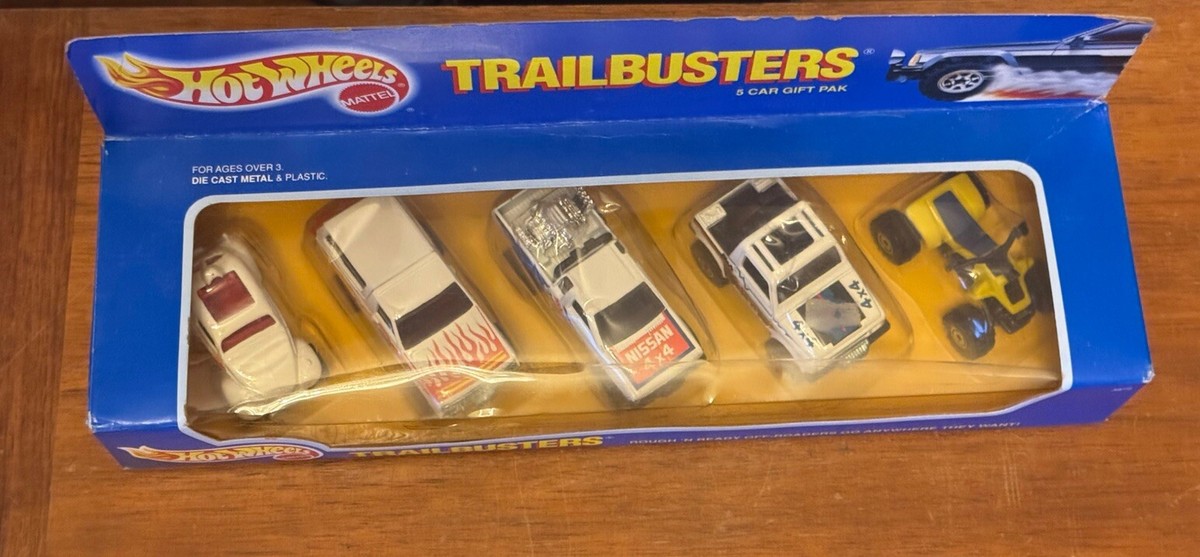 HOT WHEELS
MATTEL
TRAILBUSTERS®
5 CAR GIFT PAK
FOR AGES OVER 3.
DIE CAST METAL & PLASTIC.
NISSAN
4x4
4x4
4x4
HOT WHEELS
TRAILBUSTERS®
ROUGH 'N READY OFF-ROADERS GO ANYWHERE THEY WANT!